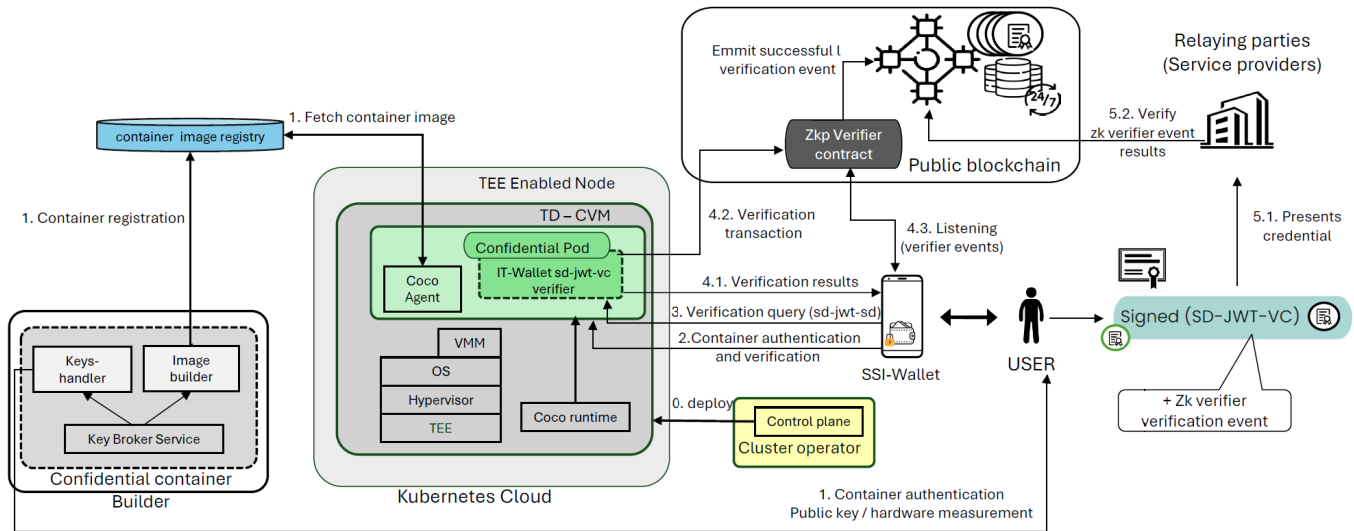 Emmit successful l
verification event
Relaying parties
(Service providers)
24/7
1. Fetch container image
container image registry
5.2. Verify
zk verifier event
results
Zkp Verifier
contract
Public blockchain
TEE Enabled Node
TD – CVM
1. Container registration
4.2. Verification
transaction
4.3. Listening
(verifier events)
5.1. Presents
credential
Confidential Pod
IT-Wallet sd-jwt-vc
verifier
Coco
Agent
4.1. Verification results
3. Verification query (sd-jwt-sd)
2.Container authentication
and verification
Signed (SD-JWT-VC)
SSI-Wallet
USER
Keys-
handler
Image
builder
VMM
OS
Hypervisor
TEE
Coco runtime
0. deploy
Control plane
Cluster operator
+ Zk verifier
verification event
Key Broker Service
Confidential container
Builder
Kubernetes Cloud
1. Container authentication
Public key / hardware measurement